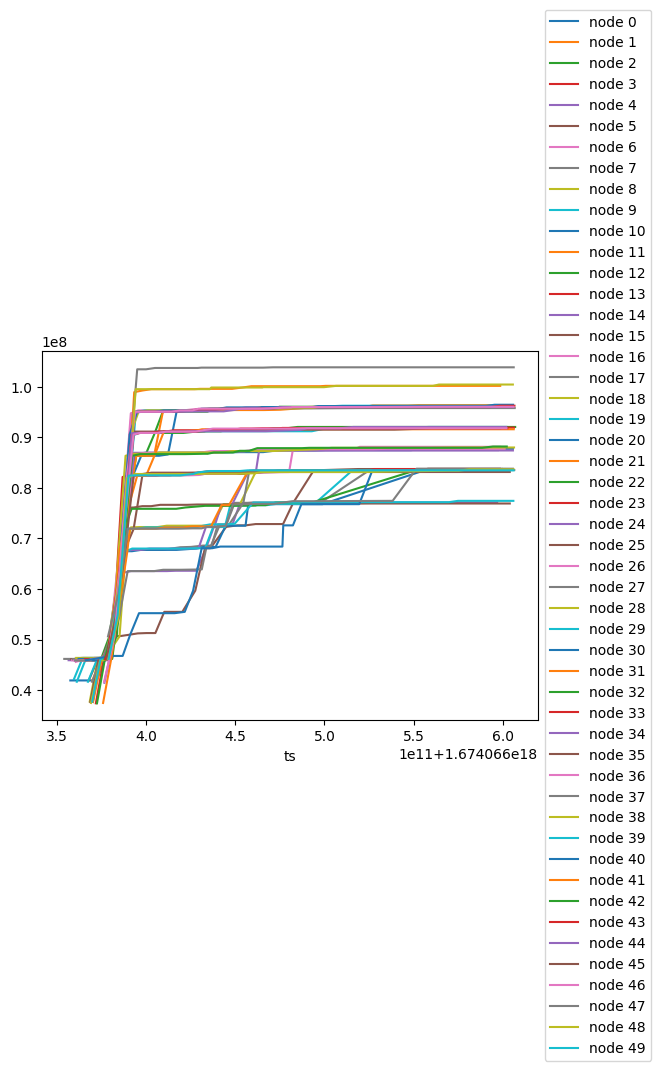 1e8
1.0
0.9
0.8
0.7
0.6
0.5
0.4
3.5
4.0
4.5
5.0
5.5
6.0
ts
1e11+1.674066e18
node 0
node 1
node 2
node 3
node 4
node 5
node 6
node 7
node 8
node 9
node 10
node 11
node 12
node 13
node 14
node 15
node 16
node 17
node 18
node 19
node 20
node 21
node 22
node 23
node 24
node 25
node 26
node 27
node 28
node 29
node 30
node 31
node 32
node 33
node 34
node 35
node 36
node 37
node 38
node 39
node 40
node 41
node 42
node 43
node 44
node 45
node 46
node 47
node 48
node 49